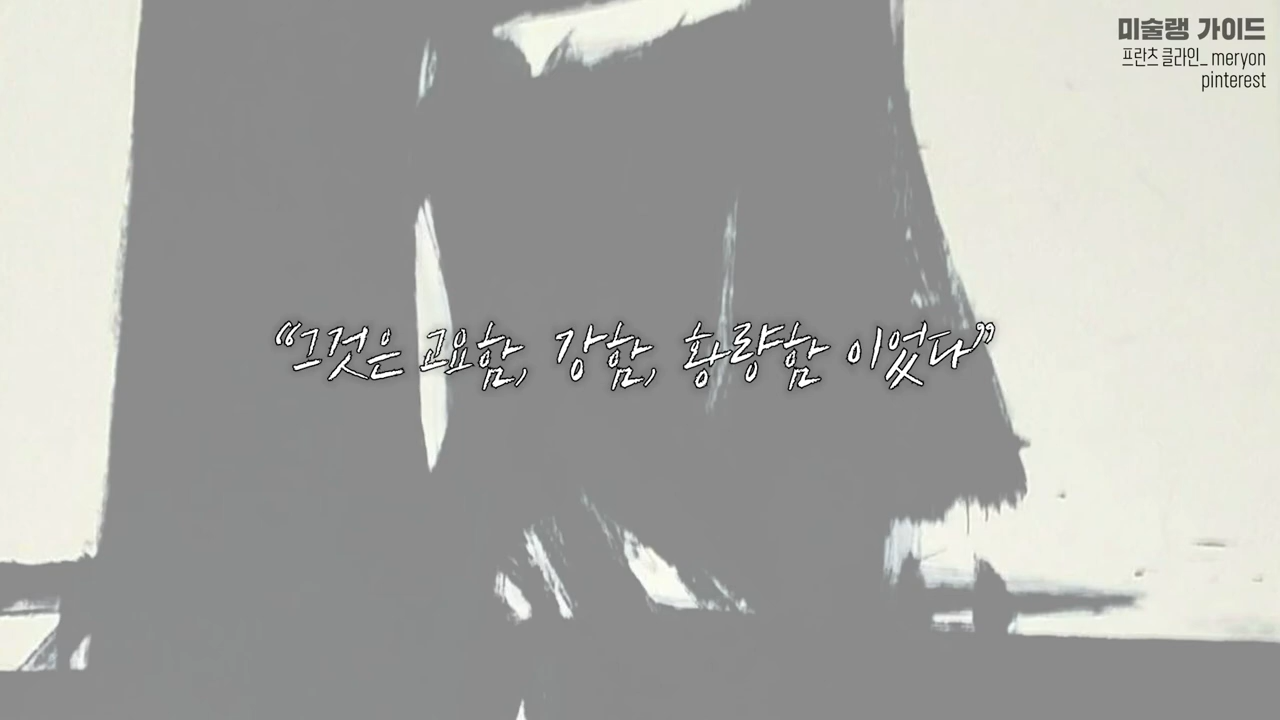 미술랭 가이드
프란츠 클라인_ meryon
pinterest
“그것은 고요함, 강함, 황량함 이었다”